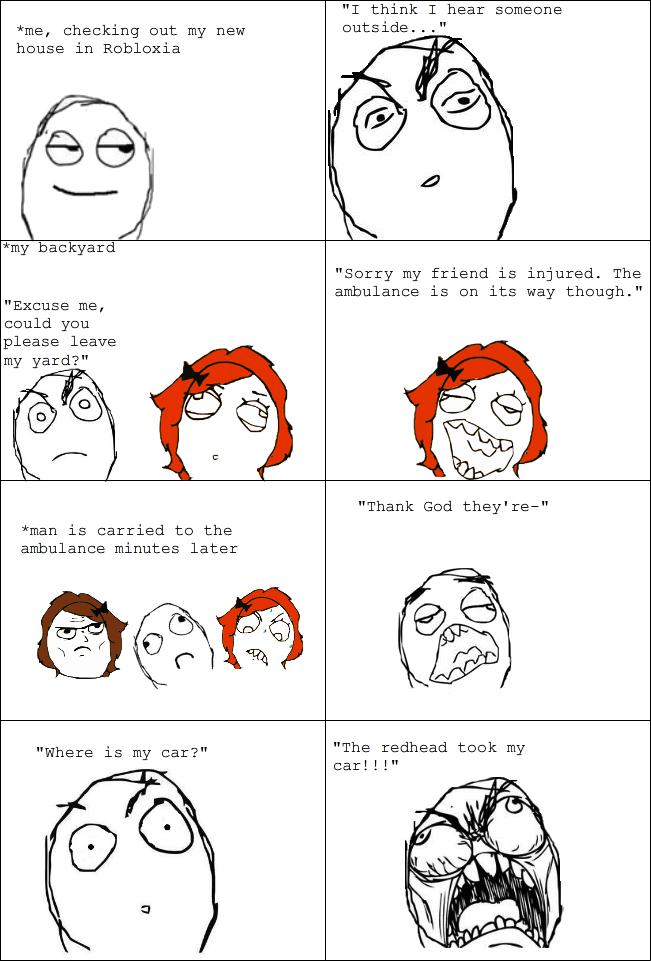 *me, checking out my new
house in Robloxia
"I think I hear someone
outside..."
*my backyard
"Excuse me,
could you
please leave
my yard?"
"Sorry my friend is injured. The
ambulance is on its way though."
*man is carried to the
ambulance minutes later
"Thank God they're-"
"Where is my car?"
"The redhead took my
car!!!"